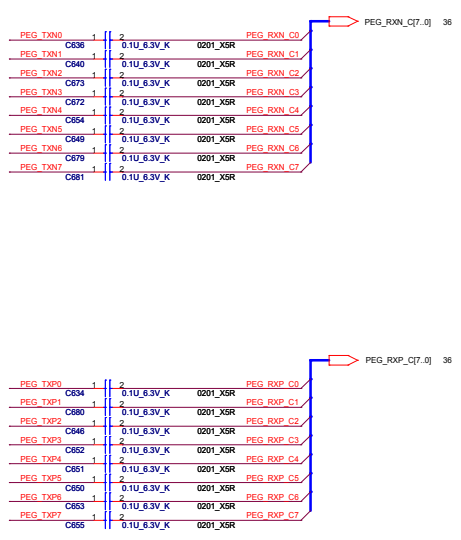 PEG_RXN_C[7..0] 36
PEG_TXN0 1 2 PEG_RXN_C0
C636 0.1U_6.3V_K 0201_X5R
PEG_TXN1 1 2 PEG_RXN_C1
C640 0.1U_6.3V_K 0201_X5R
PEG_TXN2 1 2 PEG_RXN_C2
C673 0.1U_6.3V_K 0201_X5R
PEG_TXN3 1 2 PEG_RXN_C3
C672 0.1U_6.3V_K 0201_X5R
PEG_TXN4 1 2 PEG_RXN_C4
C654 0.1U_6.3V_K 0201_X5R
PEG_TXN5 1 2 PEG_RXN_C5
C649 0.1U_6.3V_K 0201_X5R
PEG_TXN6 1 2 PEG_RXN_C6
C679 0.1U_6.3V_K 0201_X5R
PEG_TXN7 1 2 PEG_RXN_C7
C681 0.1U_6.3V_K 0201_X5R
PEG_RXP_C[7..0] 36
PEG_TXP0 1 2 PEG_RXP_C0
C634 0.1U_6.3V_K 0201_X5R
PEG_TXP1 1 2 PEG_RXP_C1
C680 0.1U_6.3V_K 0201_X5R
PEG_TXP2 1 2 PEG_RXP_C2
C646 0.1U_6.3V_K 0201_X5R
PEG_TXP3 1 2 PEG_RXP_C3
C652 0.1U_6.3V_K 0201_X5R
PEG_TXP4 1 2 PEG_RXP_C4
C651 0.1U_6.3V_K 0201_X5R
PEG_TXP5 1 2 PEG_RXP_C5
C650 0.1U_6.3V_K 0201_X5R
PEG_TXP6 1 2 PEG_RXP_C6
C653 0.1U_6.3V_K 0201_X5R
PEG_TXP7 1 2 PEG_RXP_C7
C655 0.1U_6.3V_K 0201_X5R